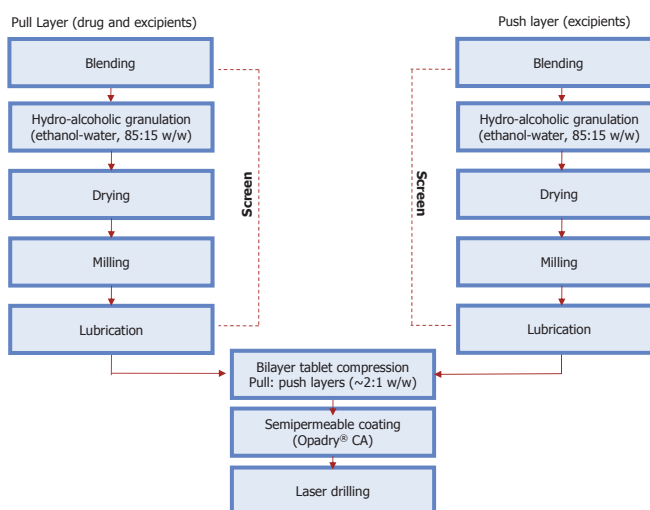 Pull Layer (drug and excipients)
Blending
Hydro-alcoholic granulation
(ethanol-water, 85:15 w/w)
Drying
Milling
Lubrication
Screen
Push layer (excipients)
Blending
Hydro-alcoholic granulation
(ethanol-water, 85:15 w/w)
Drying
Milling
Lubrication
Screen
Bilayer tablet compression
Pull: push layers (~2:1 w/w)
Semipermeable coating
(Opadry® CA)
Laser drilling